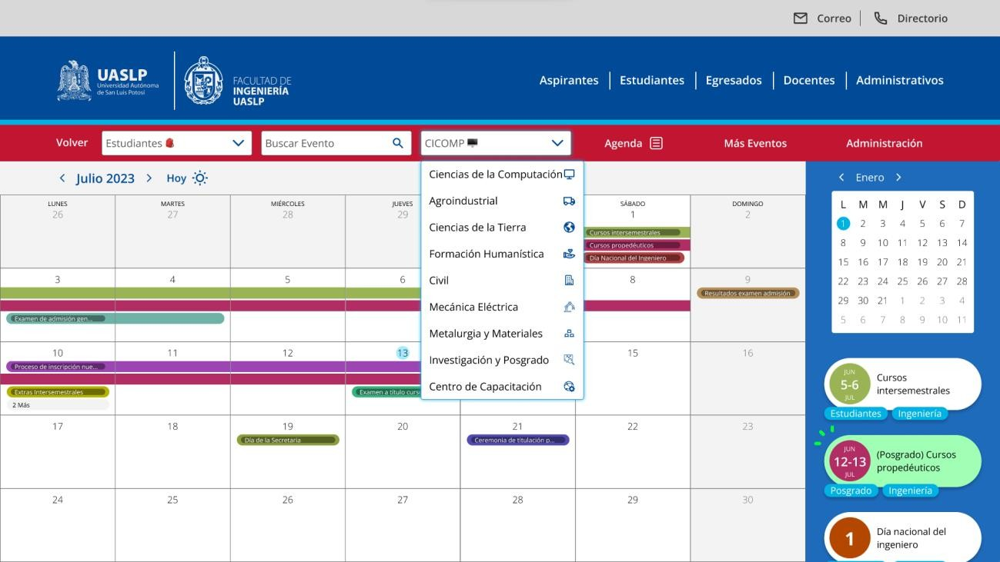 Correo
Directorio
UASLP
Universidad Autónoma
de San Luis Potosí
FACULTAD DE
INGENIERÍA
UASLP
Aspirantes
Estudiantes
Egresados
Docentes
Administrativos
Volver
Estudiantes
Buscar Evento
CICOMP
Agenda
Más Eventos
Administración
Julio 2023
Hoy
Ciencias de la Computación
Agroindustrial
Ciencias de la Tierra
Formación Humanística
Civil
Mecánica Eléctrica
Metalurgia y Materiales
Investigación y Posgrado
Centro de Capacitación
LUNES MARTES MIÉRCOLES JUEVES SÁBADO DOMINGO
26 27 28 29 1 2
Cursos intersemestrales
Cursos propedéuticos
Día Nacional del Ingeniero
3 4 5 6 8 9
Resultados examen admisión
Examen de admisión gen...
10 11 12 13 15 16
Proceso de inscripción nue...
Extras Intersemestrales
Examen a título curso
2 Más
17 18 19 20 21 22 23
Día de la Secretaria
Ceremonia de titulación p...
24 25 26 27 28 29 30
Enero
L M M J V S D
1 2 3 4 5 6 7
8 9 10 11 12 13 14
15 16 17 18 19 20 21
22 23 24 25 26 27 28
29 30 21 1 2 3 4
5 6 7 8 9 10 11
JUN
5-6
JUL
Cursos
intersemestrales
Estudiantes
Ingeniería
JUN
12-13
JUL
(Posgrado) Cursos
propedéuticos
Posgrado
Ingeniería
1
Día nacional del
ingeniero